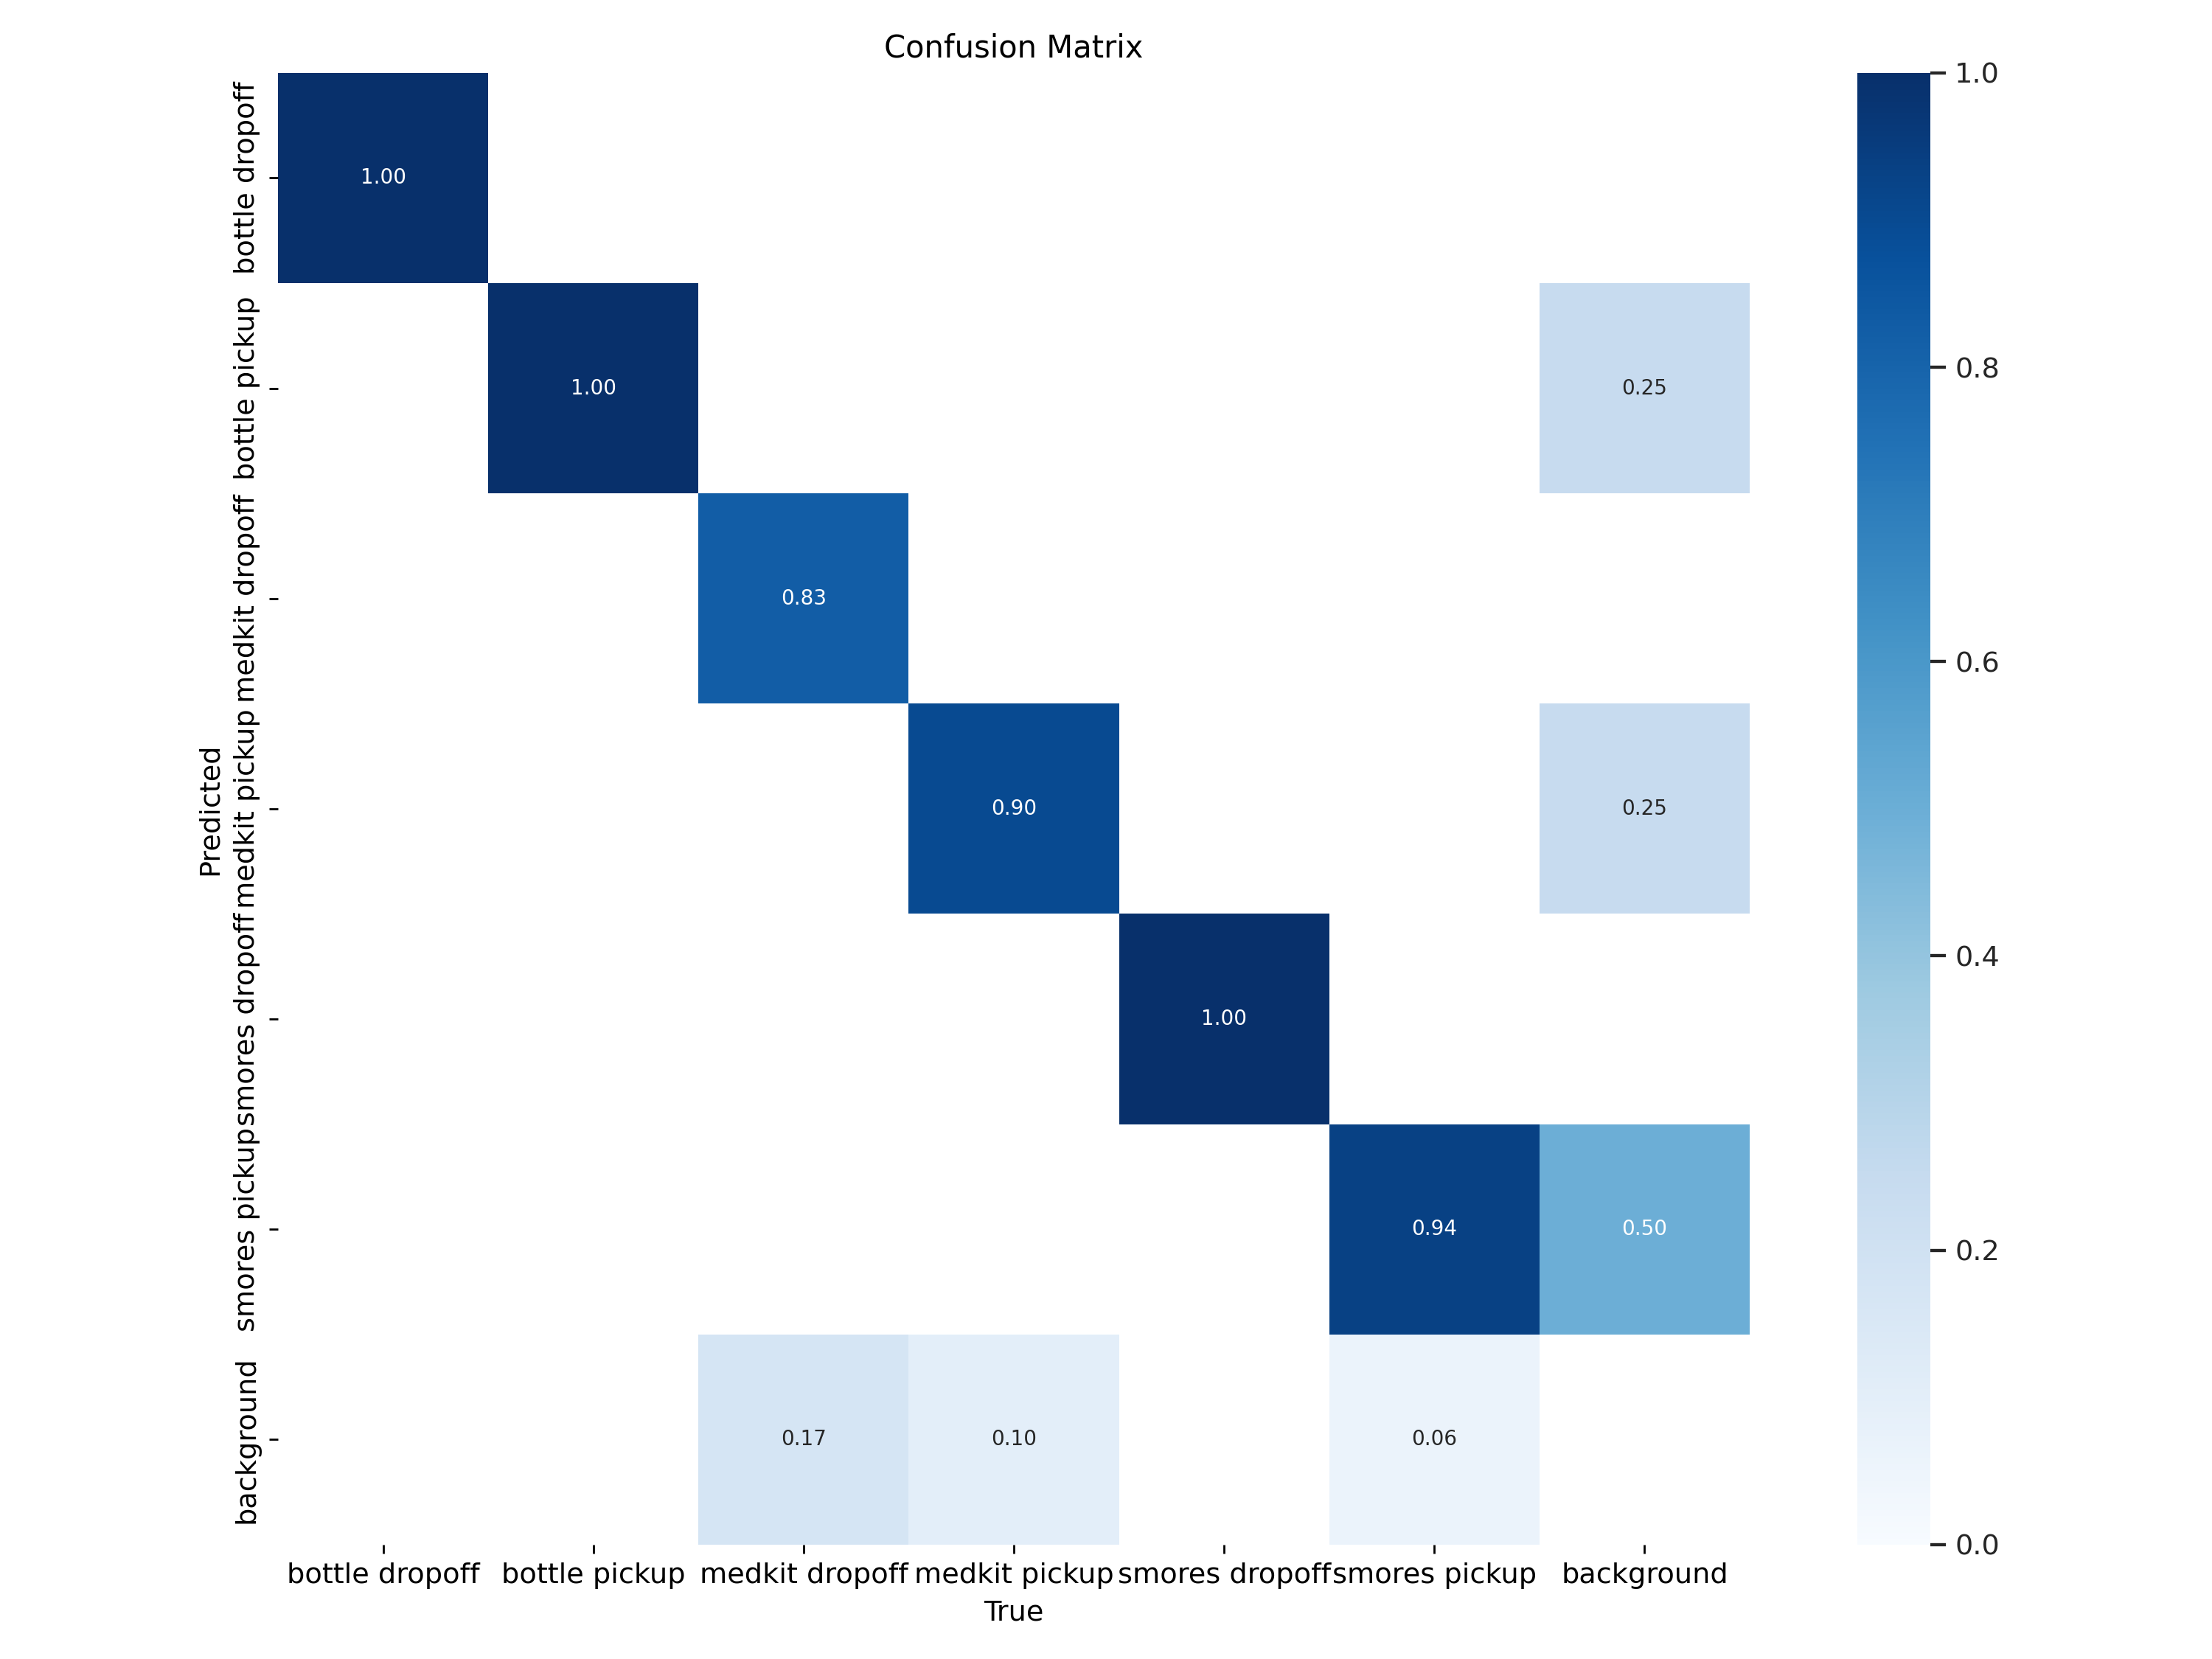 Confusion Matrix
bottle dropoff
bottle pickup
medkit dropoff
medkit pickup
smores dropoff
smores pickup
background
Predicted
1.00
1.00 0.25
0.83
0.90 0.25
1.00
0.94 0.50
0.17 0.10 0.06
bottle dropoff bottle pickup medkit dropoff medkit pickup smores dropoff smores pickup background
True
1.0
0.8
0.6
0.4
0.2
0.0